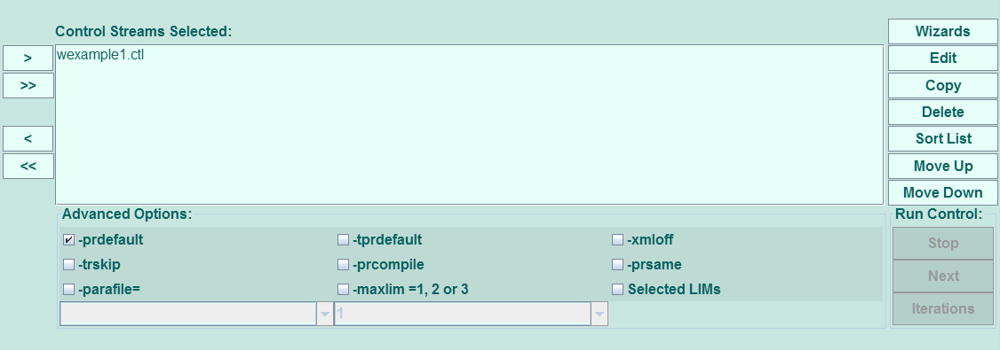 Control Streams Selected:
wexample1.ctl
>
>>
<
<<
Wizards
Edit
Copy
Delete
Sort List
Move Up
Move Down
Advanced Options:
-prdefault
-tprdefault
-xmloff
-trskip
-prcompile
-prsame
-parafile=
-maxlim =1, 2 or 3
Selected LIMs
1
Run Control:
Stop
Next
Iterations